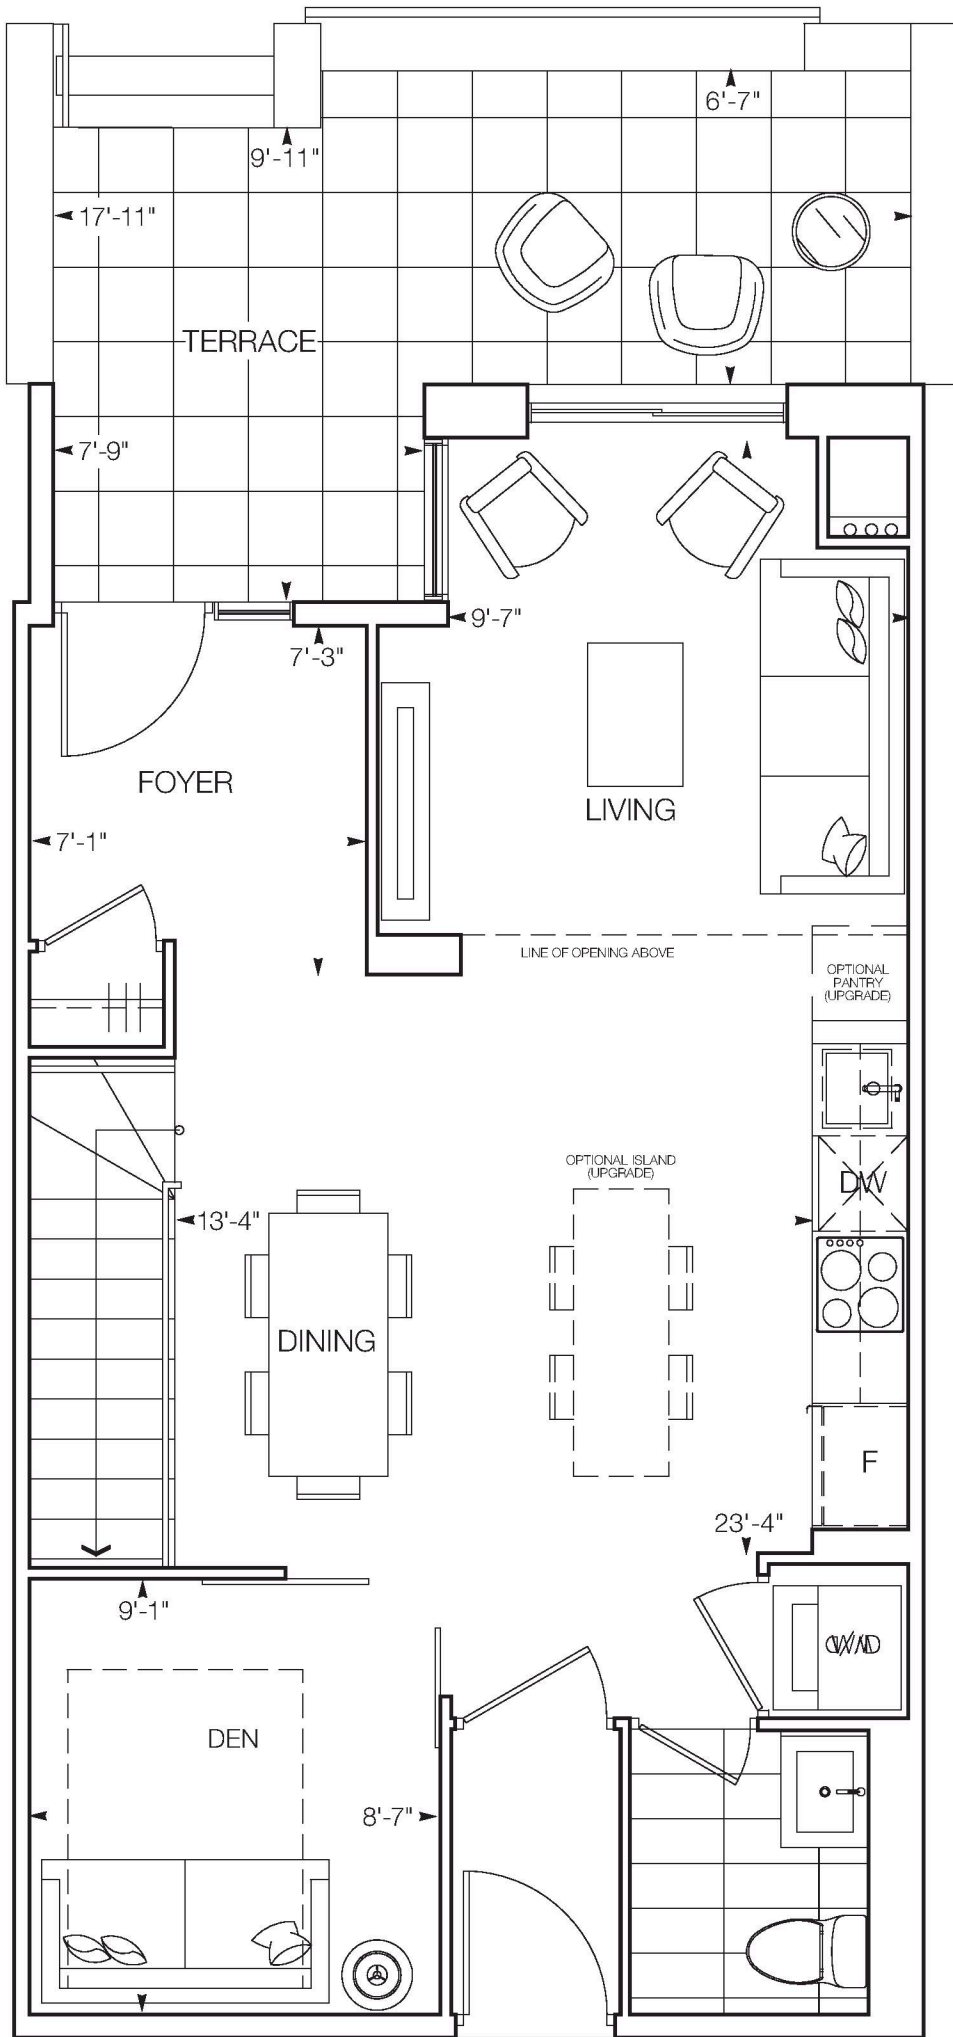 6'-7"
9'-11"
17'-11"
TERRACE
7'-9"
9'-7"
7'-3"
FOYER
LIVING
7'-1"
LINE OF OPENING ABOVE
OPTIONAL
PANTRY
(UPGRADE)
OPTIONAL ISLAND
(UPGRADE)
DW
13'-4"
DINING
F
23'-4"
9'-1"
W/D
DEN
8'-7"